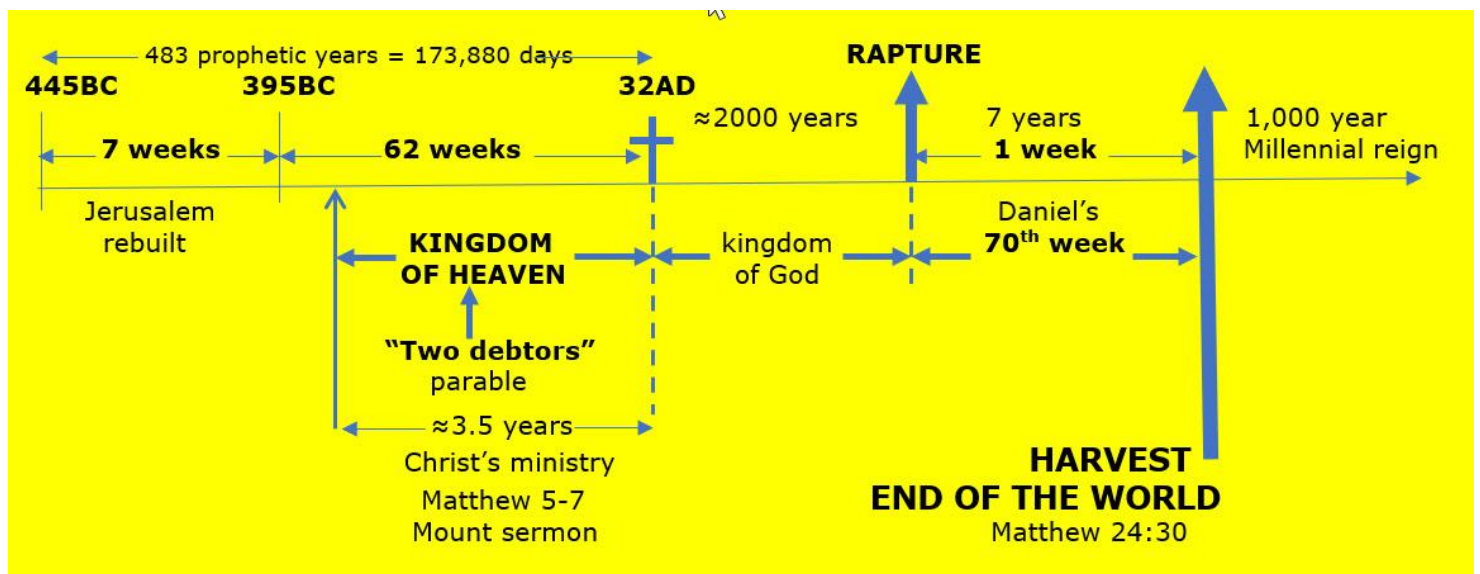 483 prophetic years = 173,880 days
445BC
395BC
32AD
RAPTURE
≈2000 years
7 years
1 week
1,000 year
Millennial reign
7 weeks
62 weeks
Jerusalem
rebuilt
KINGDOM
OF HEAVEN
kingdom
of God
Daniel’s
70th week
“Two debtors”
parable
≈3.5 years
Christ’s ministry
Matthew 5-7
Mount sermon
HARVEST
END OF THE WORLD
Matthew 24:30